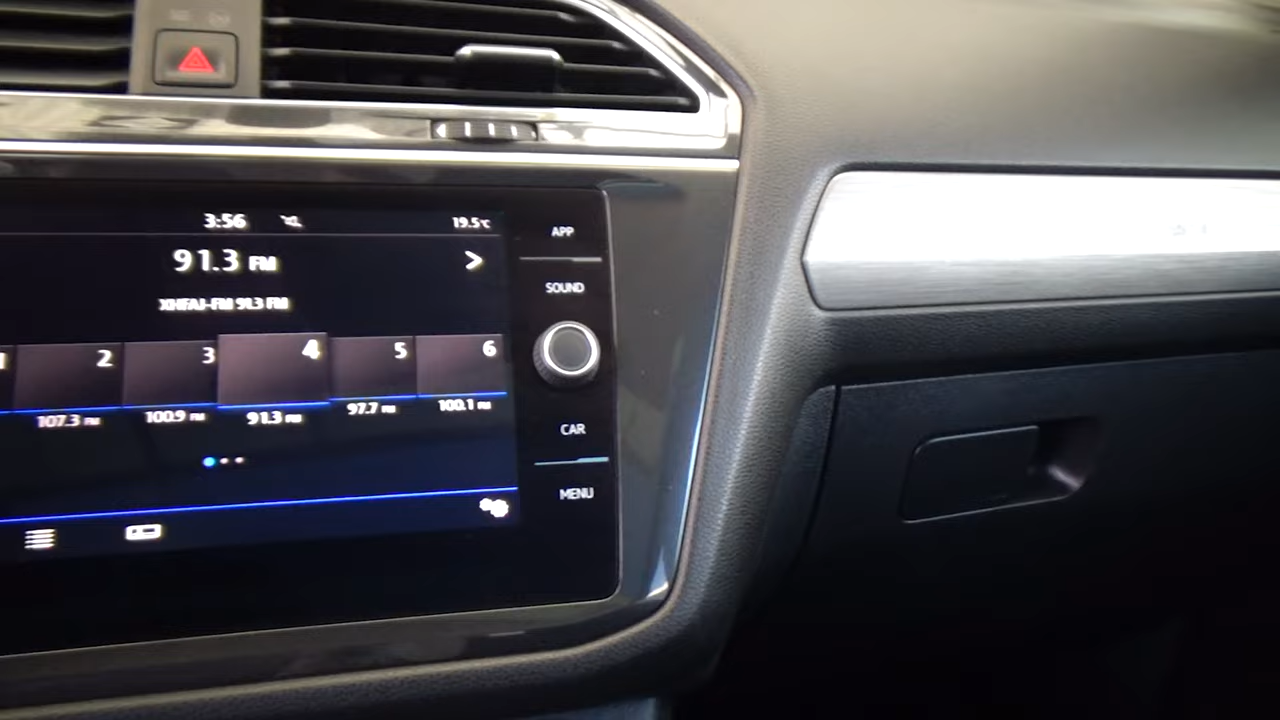 3:56 19.5°C
APP
91.3 FM >
SOUND
XHFAJ-FM 91.3 FM
1 2 3 4 5 6
107.3 FM 100.9 FM 91.3 FM 97.7 FM 100.1 FM
CAR
MENU